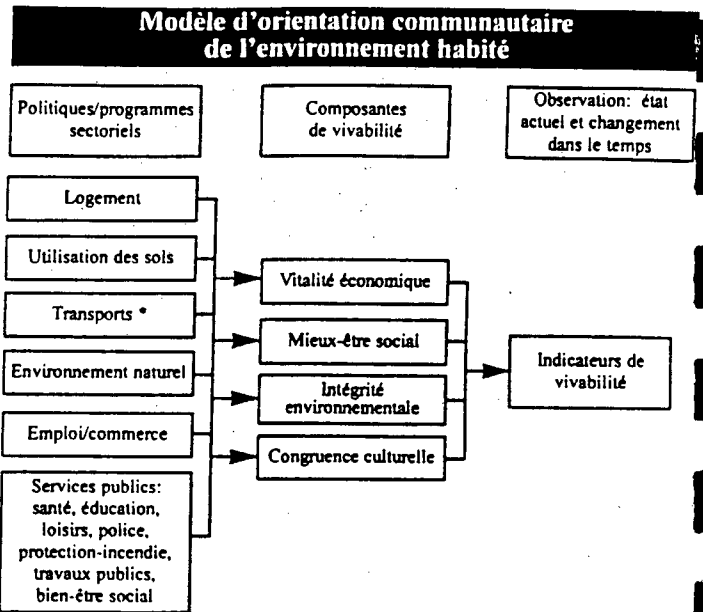 Modèle d'orientation communautaire
de l'environnement habité
Politiques/programmes
sectoriels
Composantes
de vivabilité
Observation: état
actuel et changement
dans le temps
Logement
Utilisation des sols
Transports *
Environnement naturel
Emploi/commerce
Services publics:
santé, éducation,
loisirs, police,
protection-incendie,
travaux publics,
bien-être social
Vitalité économique
Mieux-être social
Intégrité
environnementale
Congruence culturelle
Indicateurs de
vivabilité